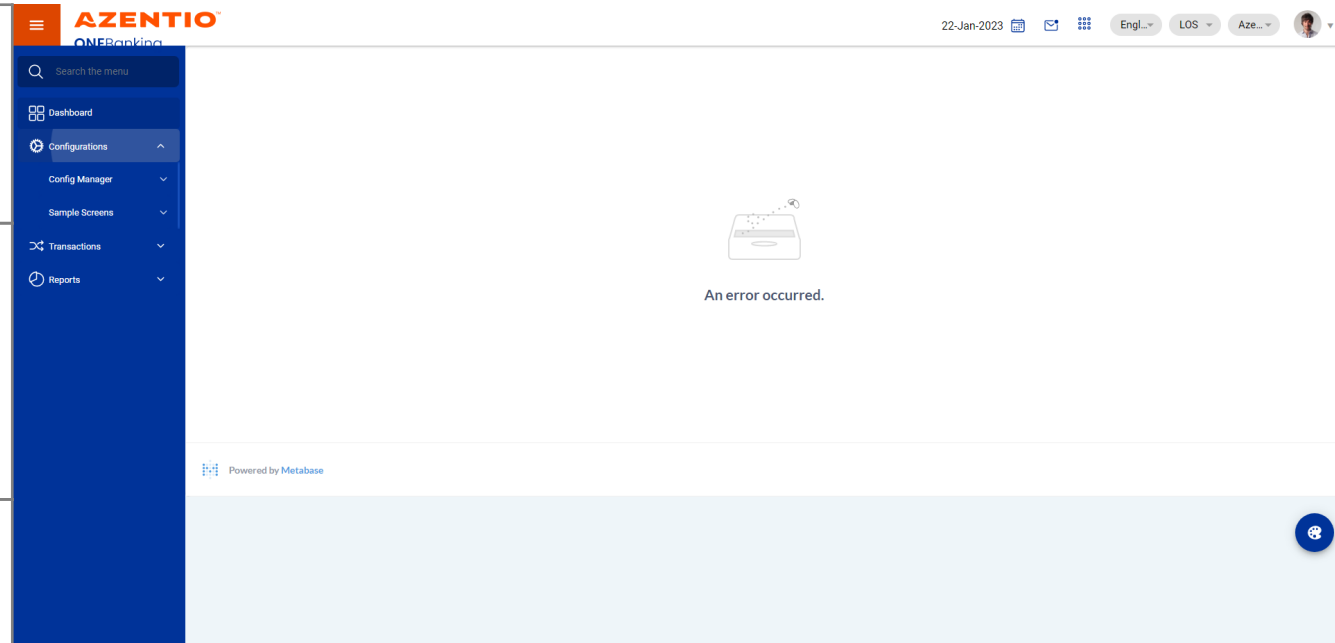 AZENTIO™
ONEBanking
22-Jan-2023
Engl...
LOS
Aze...
Search the menu
Dashboard
Configurations
Config Manager
Sample Screens
Transactions
Reports
An error occurred.
Powered by Metabase